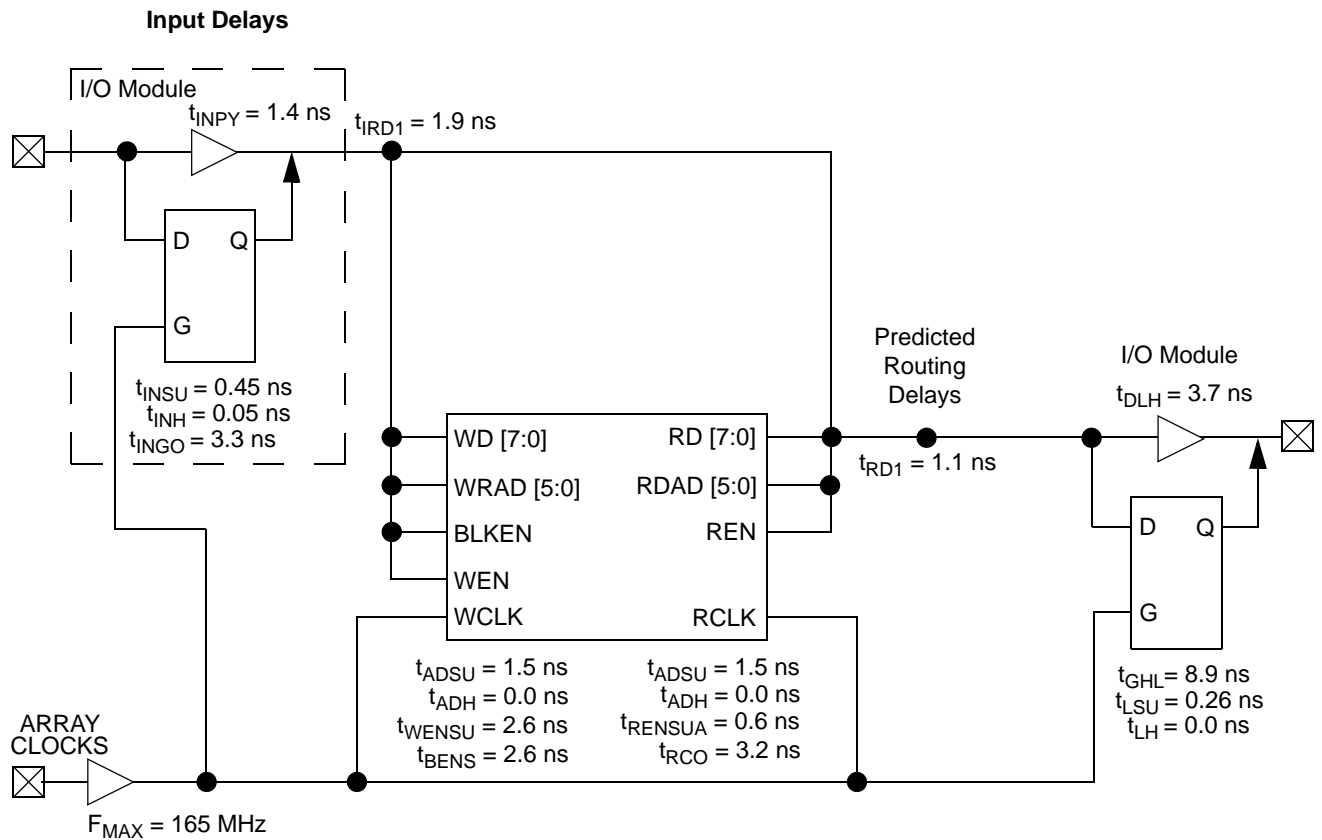 Input Delays
I/O Module
tINPY = 1.4 ns
tIRD1 = 1.9 ns
D Q
G
tINSU = 0.45 ns
tINH = 0.05 ns
tINGO = 3.3 ns
Predicted
Routing
Delays
I/O Module
tDLH = 3.7 ns
WD [7:0] RD [7:0]
tRD1 = 1.1 ns
WRAD [5:0] RDAD [5:0]
BLKEN REN
WEN
WCLK RCLK
D Q
G
tADSU = 1.5 ns
tADH = 0.0 ns
tWENSU = 2.6 ns
tBENS = 2.6 ns
tADSU = 1.5 ns
tADH = 0.0 ns
tRENSUA = 0.6 ns
tRCO = 3.2 ns
tGHL= 8.9 ns
tLSU = 0.26 ns
tLH = 0.0 ns
ARRAY
CLOCKS
FMAX = 165 MHz